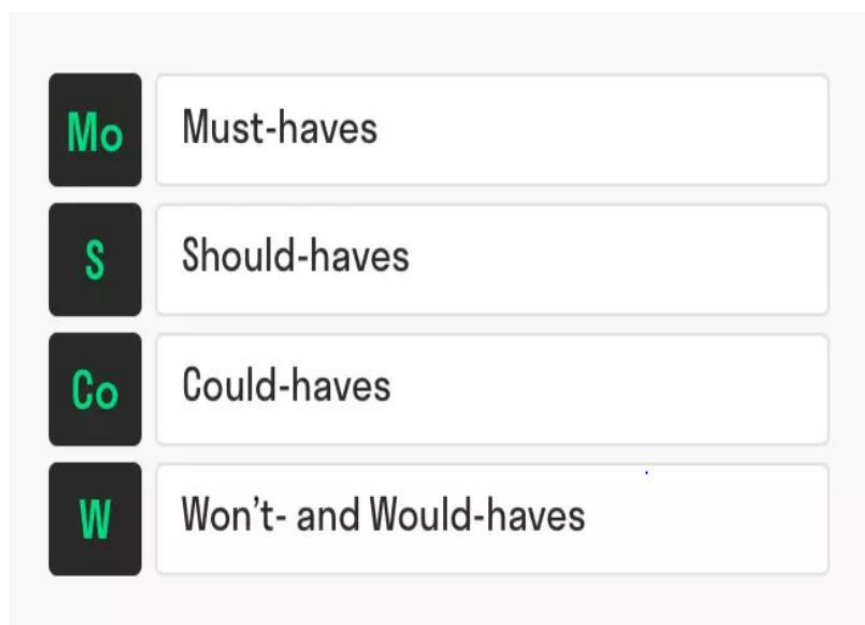 Mo Must-haves
S Should-haves
Co Could-haves
W Won’t- and Would-haves